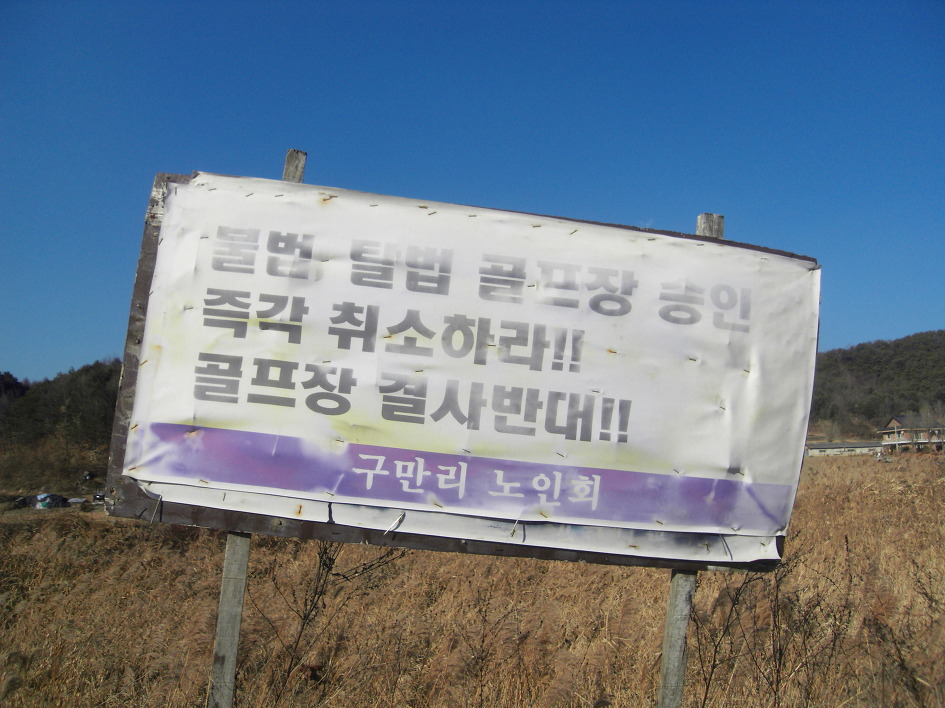 불법 탈법 골프장 승인
즉각 취소하라!!
골프장 결사반대!!
구만리 노인회